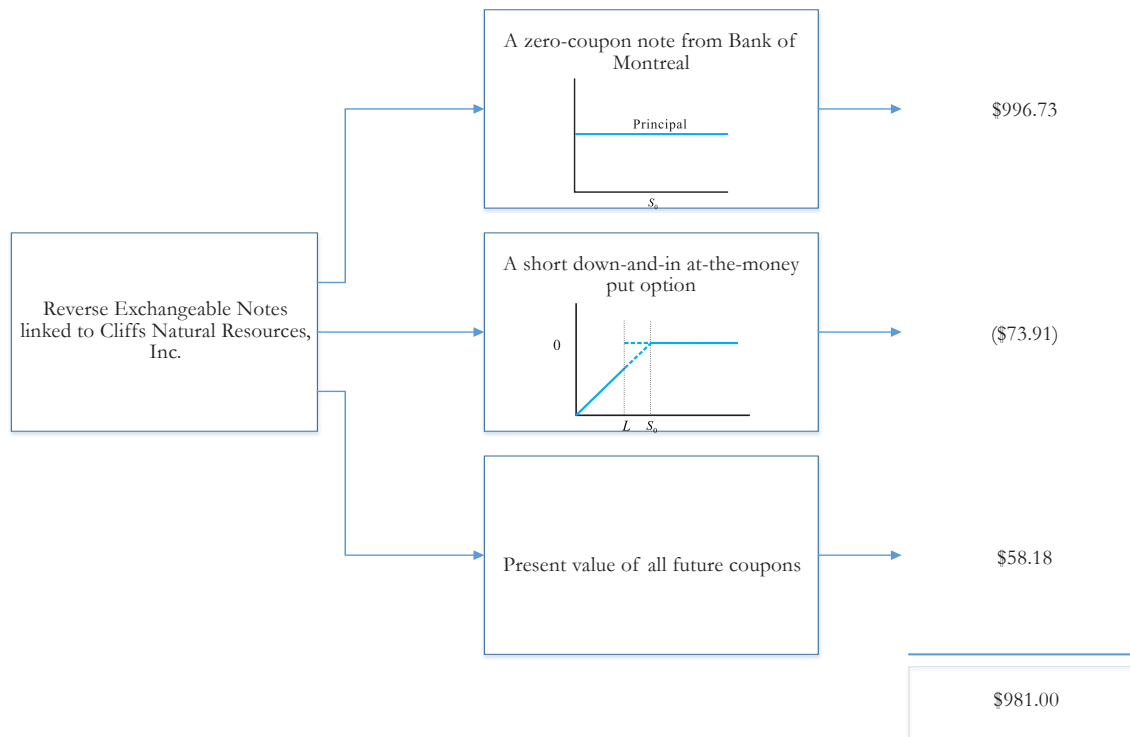 A zero-coupon note from Bank of
Montreal
Principal
S₀
$996.73
Reverse Exchangeable Notes
linked to Cliffs Natural Resources,
Inc.
A short down-and-in at-the-money
put option
0
L S₀
($73.91)
Present value of all future coupons
$58.18
$981.00